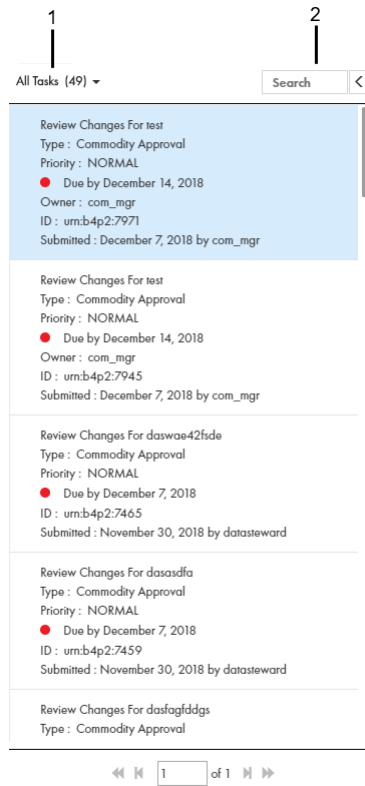 1
2
All Tasks (49)
Search
Review Changes For test
Type : Commodity Approval
Priority : NORMAL
Due by December 14, 2018
Owner : com_mgr
ID : urn:b4p2:7971
Submitted : December 7, 2018 by com_mgr
Review Changes For test
Type : Commodity Approval
Priority : NORMAL
Due by December 14, 2018
Owner : com_mgr
ID : urn:b4p2:7945
Submitted : December 7, 2018 by com_mgr
Review Changes For daswae42fsde
Type : Commodity Approval
Priority : NORMAL
Due by December 7, 2018
ID : urn:b4p2:7465
Submitted : November 30, 2018 by datasteward
Review Changes For dasasdfa
Type : Commodity Approval
Priority : NORMAL
Due by December 7, 2018
ID : urn:b4p2:7459
Submitted : November 30, 2018 by datasteward
Review Changes For dasfagfddgs
Type : Commodity Approval
1 of 1